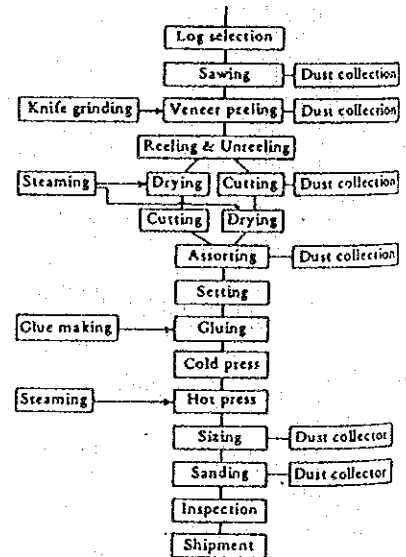 Log selection
Sawing Dust collection
Knife grinding Veneer peeling Dust collection
Reeling & Unreeling
Steaming Drying Cutting Dust collection
Cutting Drying
Assorting Dust collection
Setting
Glue making Gluing
Cold press
Steaming Hot press
Sizing Dust collector
Sanding Dust collector
Inspection
Shipment